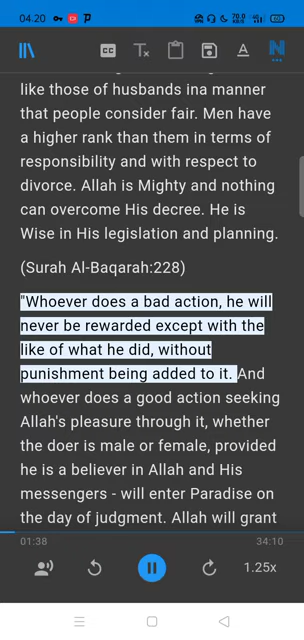 04.20
78.0
KB/S
4G
51
CC
like those of husbands ina manner
that people consider fair. Men have
a higher rank than them in terms of
responsibility and with respect to
divorce. Allah is Mighty and nothing
can overcome His decree. He is
Wise in His legislation and planning.
(Surah Al-Baqarah:228)
"Whoever does a bad action, he will
never be rewarded except with the
like of what he did, without
punishment being added to it. And
whoever does a good action seeking
Allah's pleasure through it, whether
the doer is male or female, provided
he is a believer in Allah and His
messengers - will enter Paradise on
the day of judgment. Allah will grant
01:38
34:10
1.25x